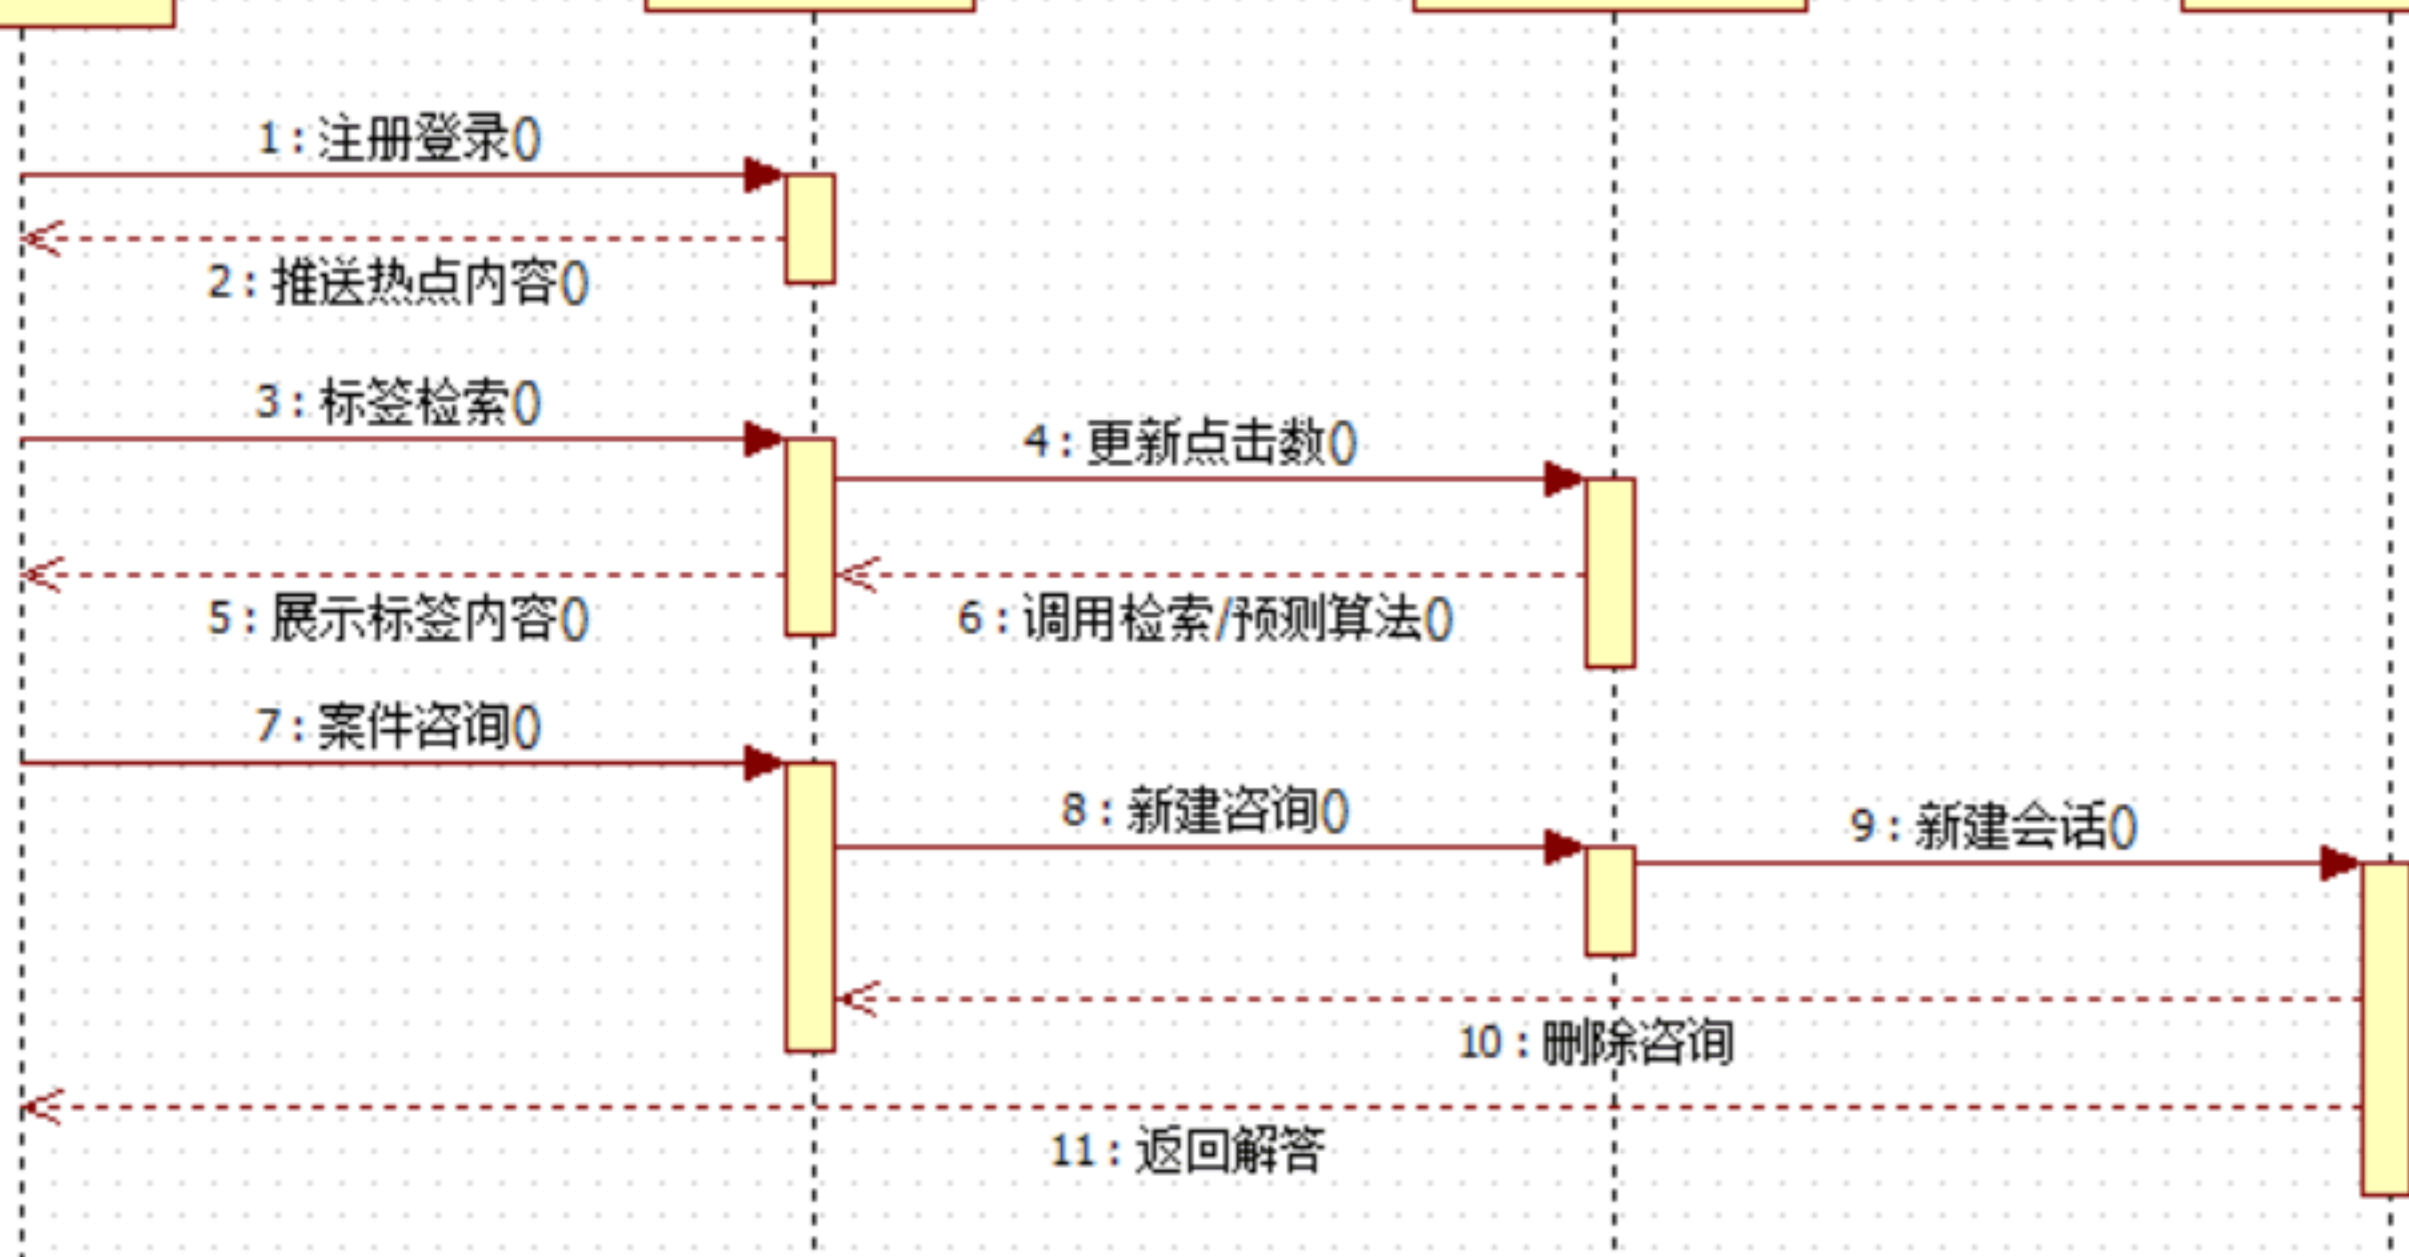 1 : 注册登录()
2 : 推送热点内容()
3 : 标签检索()
4 : 更新点击数()
5 : 展示标签内容()
6 : 调用检索/预测算法()
7 : 案件咨询()
8 : 新建咨询()
9 : 新建会话()
10 : 删除咨询
11 : 返回解答